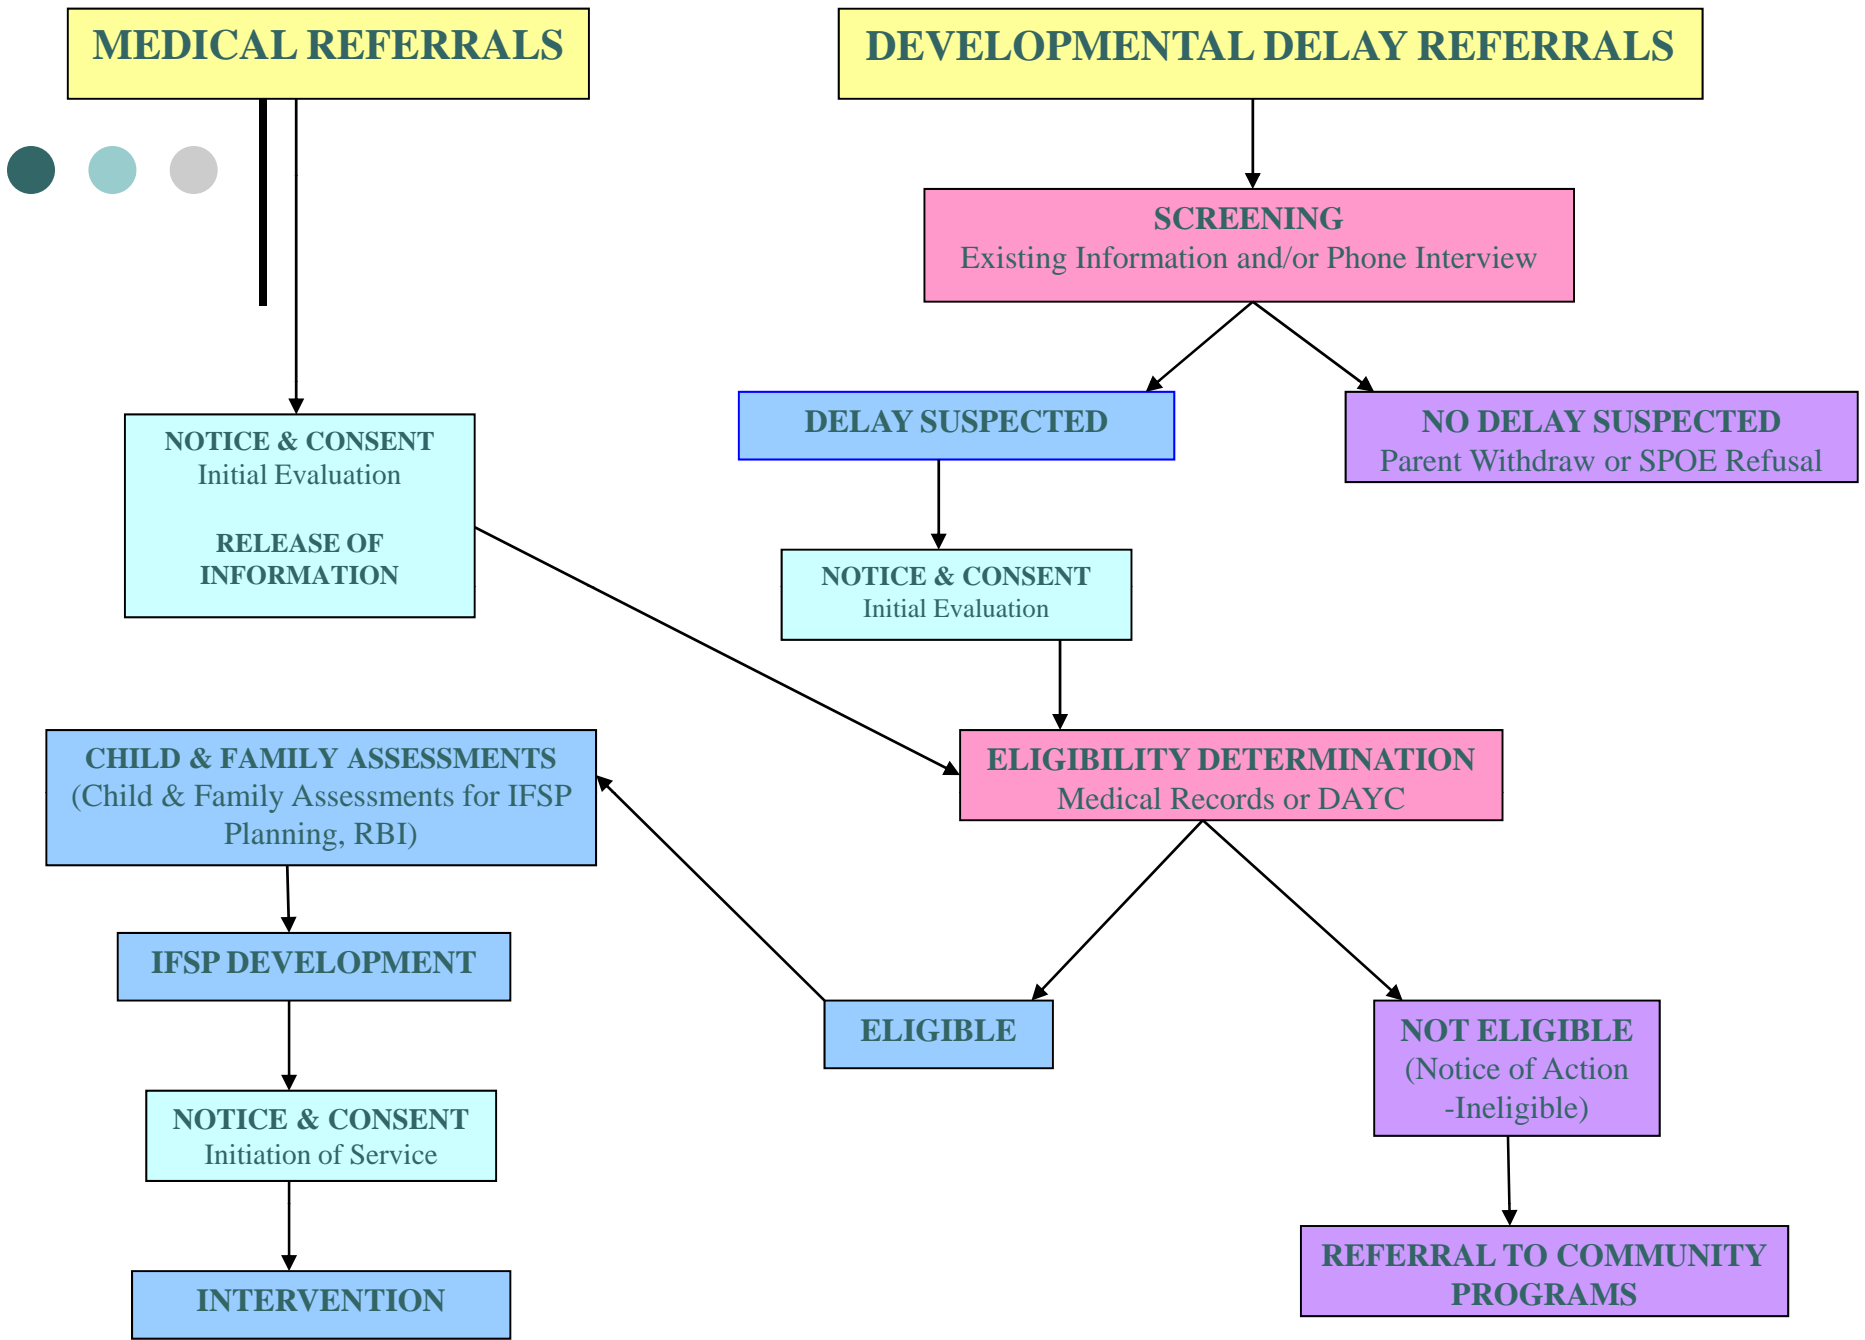 MEDICAL REFERRALS
DEVELOPMENTAL DELAY REFERRALS
SCREENING
Existing Information and/or Phone Interview
DELAY SUSPECTED
NO DELAY SUSPECTED
Parent Withdraw or SPOE Refusal
NOTICE & CONSENT
Initial Evaluation
RELEASE OF
INFORMATION
NOTICE & CONSENT
Initial Evaluation
CHILD & FAMILY ASSESSMENTS
(Child & Family Assessments for IFSP
Planning, RBI)
ELIGIBILITY DETERMINATION
Medical Records or DAYC
IFSP DEVELOPMENT
ELIGIBLE
NOT ELIGIBLE
(Notice of Action
-Ineligible)
NOTICE & CONSENT
Initiation of Service
REFERRAL TO COMMUNITY
PROGRAMS
INTERVENTION